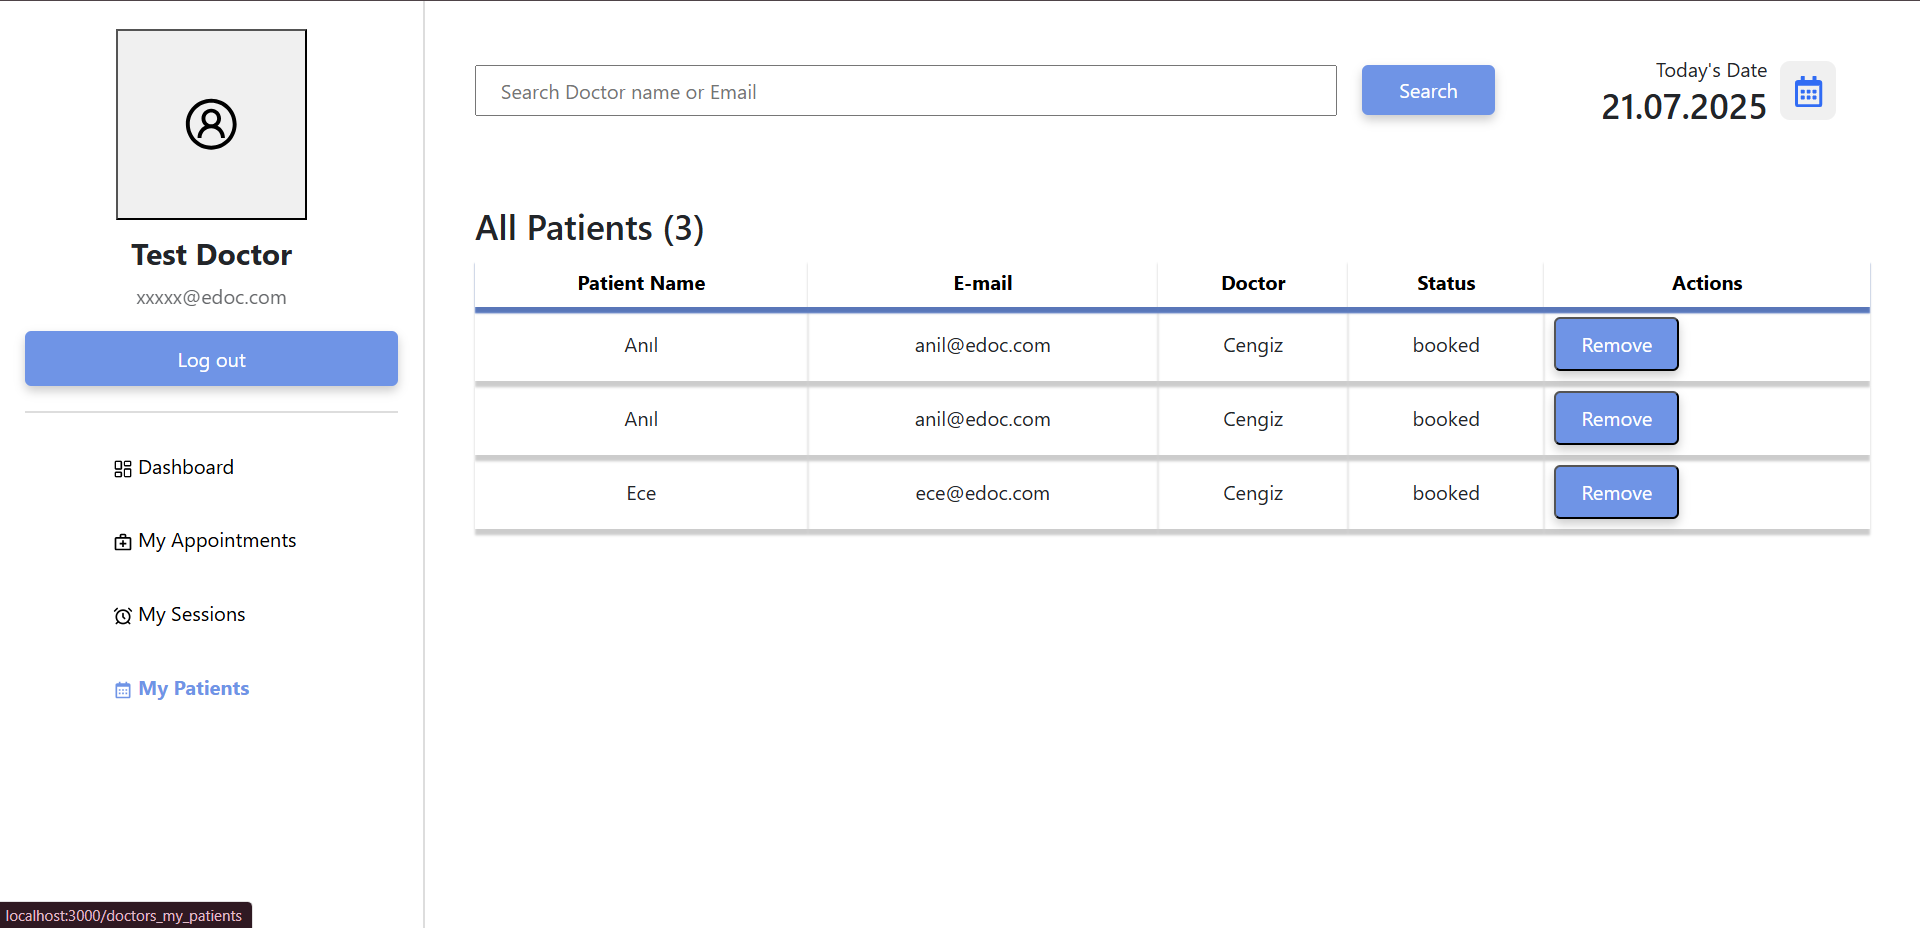 Test Doctor
xxxxx@edoc.com
Log out
Dashboard
My Appointments
My Sessions
My Patients
localhost:3000/doctors_my_patients
Search Doctor name or Email
Search
Today's Date
21.07.2025
All Patients (3)
Patient Name E-mail Doctor Status Actions
Anıl anil@edoc.com Cengiz booked Remove
Anıl anil@edoc.com Cengiz booked Remove
Ece ece@edoc.com Cengiz booked Remove